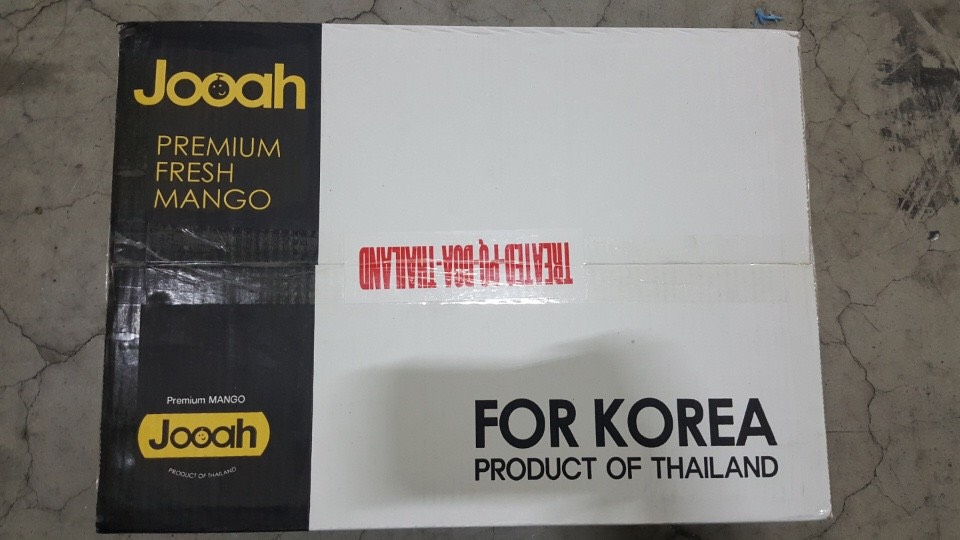 Jooah
PREMIUM
FRESH
MANGO
TREATED-PQ-DOA-THAILAND
Premium MANGO
Jooah
PRODUCT OF THAILAND
FOR KOREA
PRODUCT OF THAILAND